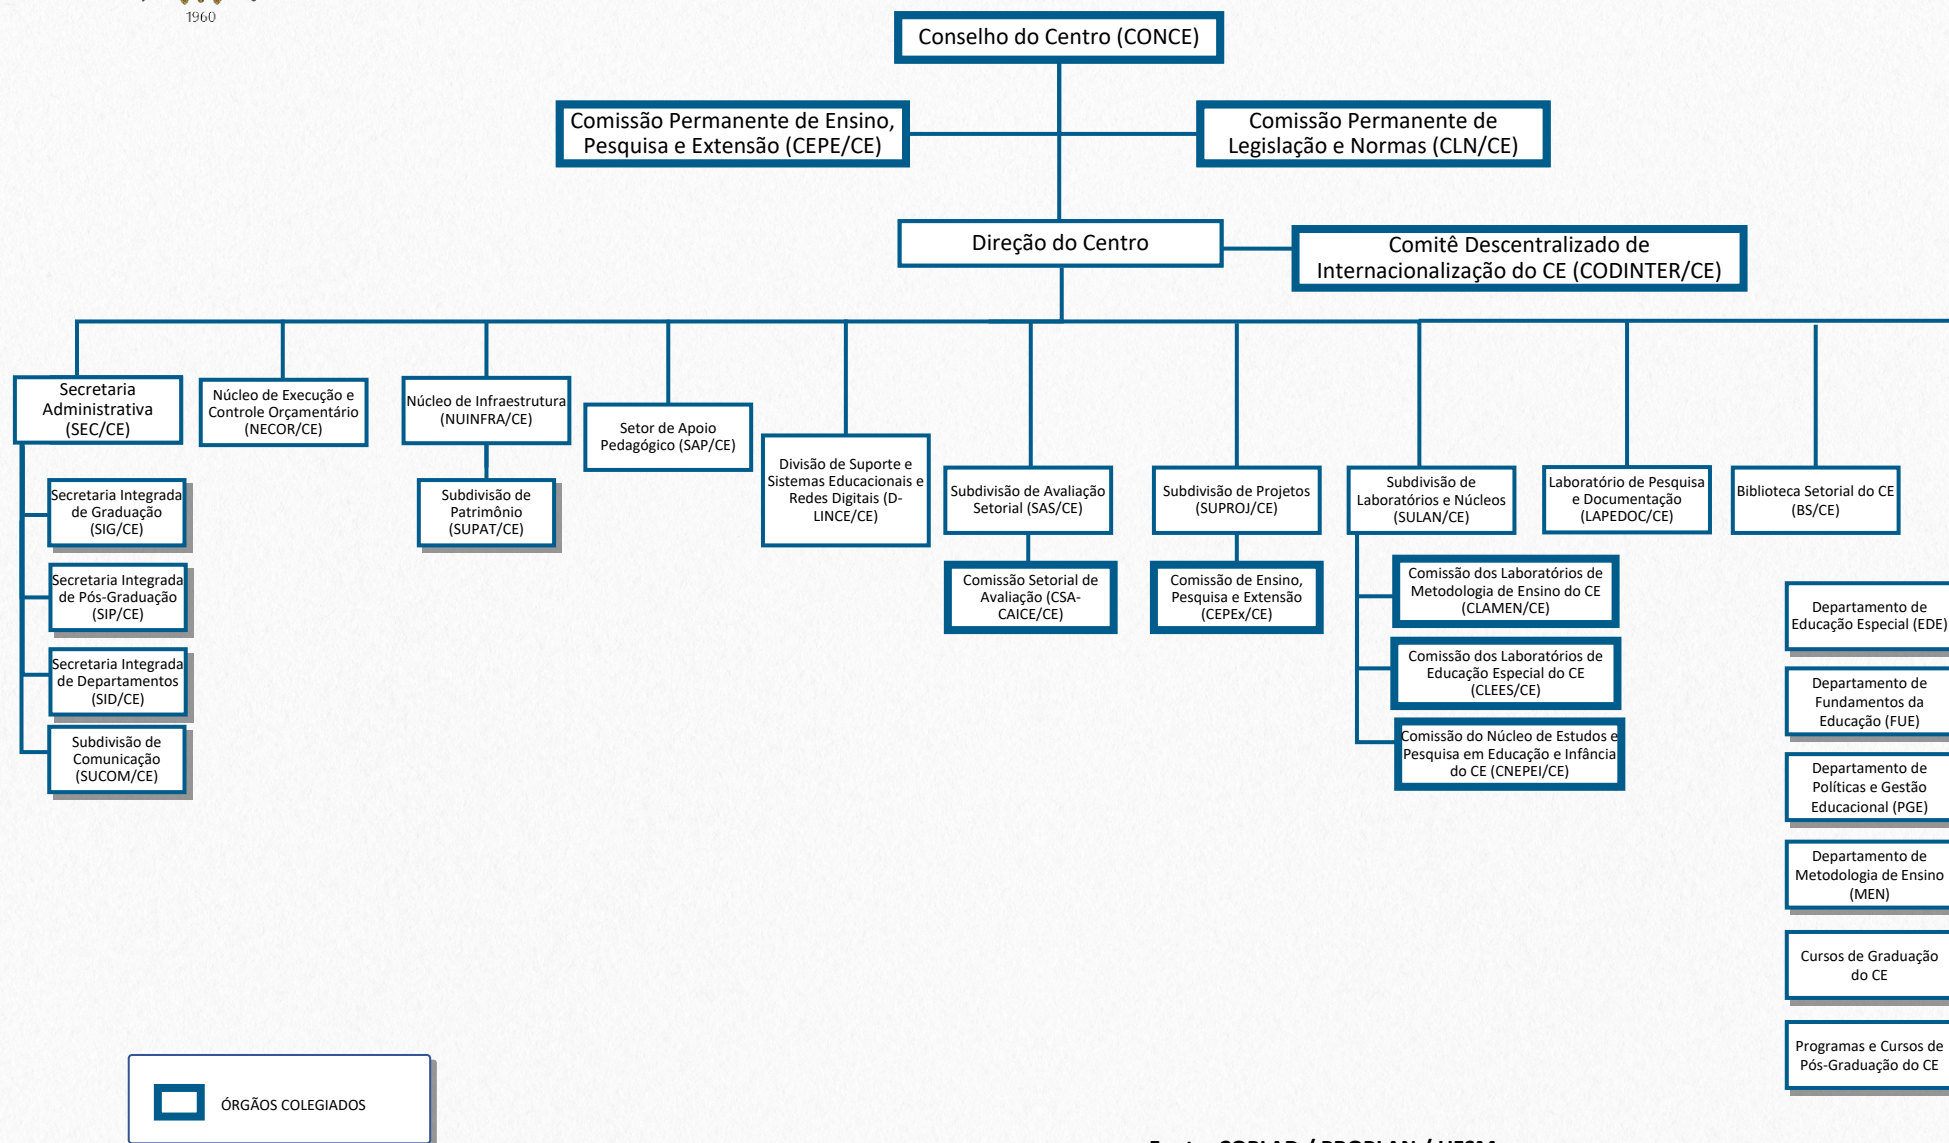 1960
Conselho do Centro (CONCE)
Comissão Permanente de Ensino,
Pesquisa e Extensão (CEPE/CE)
Comissão Permanente de
Legislação e Normas (CLN/CE)
Direção do Centro
Comitê Descentralizado de
Internacionalização do CE (CODINTER/CE)
Secretaria
Administrativa
(SEC/CE)
Núcleo de Execução e
Controle Orçamentário
(NECOR/CE)
Núcleo de Infraestrutura
(NUINFRA/CE)
Setor de Apoio
Pedagógico (SAP/CE)
Divisão de Suporte e
Sistemas Educacionais e
Redes Digitais (D-
LINCE/CE)
Subdivisão de Avaliação
Setorial (SAS/CE)
Subdivisão de Projetos
(SUPROJ/CE)
Subdivisão de
Laboratórios e Núcleos
(SULAN/CE)
Laboratório de Pesquisa
e Documentação
(LAPEDOC/CE)
Biblioteca Setorial do CE
(BS/CE)
Secretaria Integrada
de Graduação
(SIG/CE)
Secretaria Integrada
de Pós-Graduação
(SIP/CE)
Secretaria Integrada
de Departamentos
(SID/CE)
Subdivisão de
Comunicação
(SUCOM/CE)
Subdivisão de
Patrimônio
(SUPAT/CE)
Comissão Setorial de
Avaliação (CSA-
CAICE/CE)
Comissão de Ensino,
Pesquisa e Extensão
(CEPEx/CE)
Comissão dos Laboratórios de
Metodologia de Ensino do CE
(CLAMEN/CE)
Comissão dos Laboratórios de
Educação Especial do CE
(CLEES/CE)
Comissão do Núcleo de Estudos e
Pesquisa em Educação e Infância
do CE (CNEPEI/CE)
Departamento de
Educação Especial (EDE)
Departamento de
Fundamentos da
Educação (FUE)
Departamento de
Políticas e Gestão
Educacional (PGE)
Departamento de
Metodologia de Ensino
(MEN)
Cursos de Graduação
do CE
Programas e Cursos de
Pós-Graduação do CE
ÓRGÃOS COLEGIADOS
Fonte: COPLAD / PROPLAN / UFSM